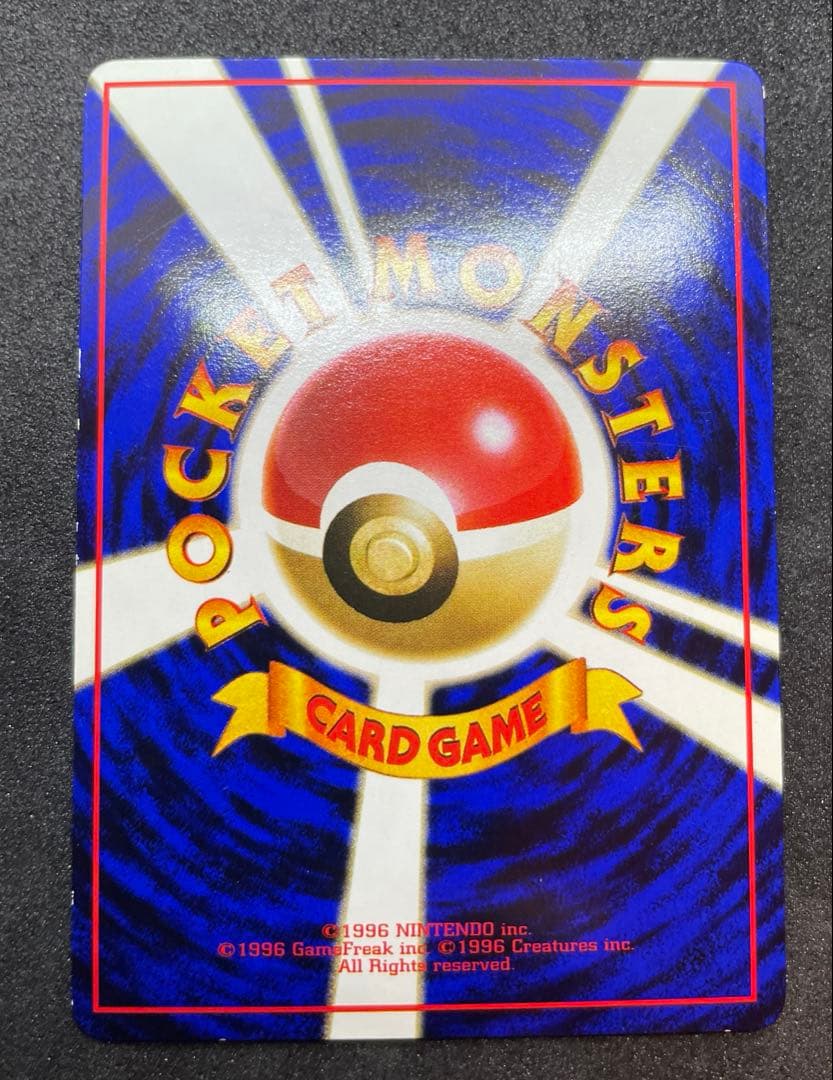 POCKET MONSTERS
CARD GAME
©1996 NINTENDO inc.
©1996 GameFreak inc. ©1996 Creatures inc.
All Rights reserved.